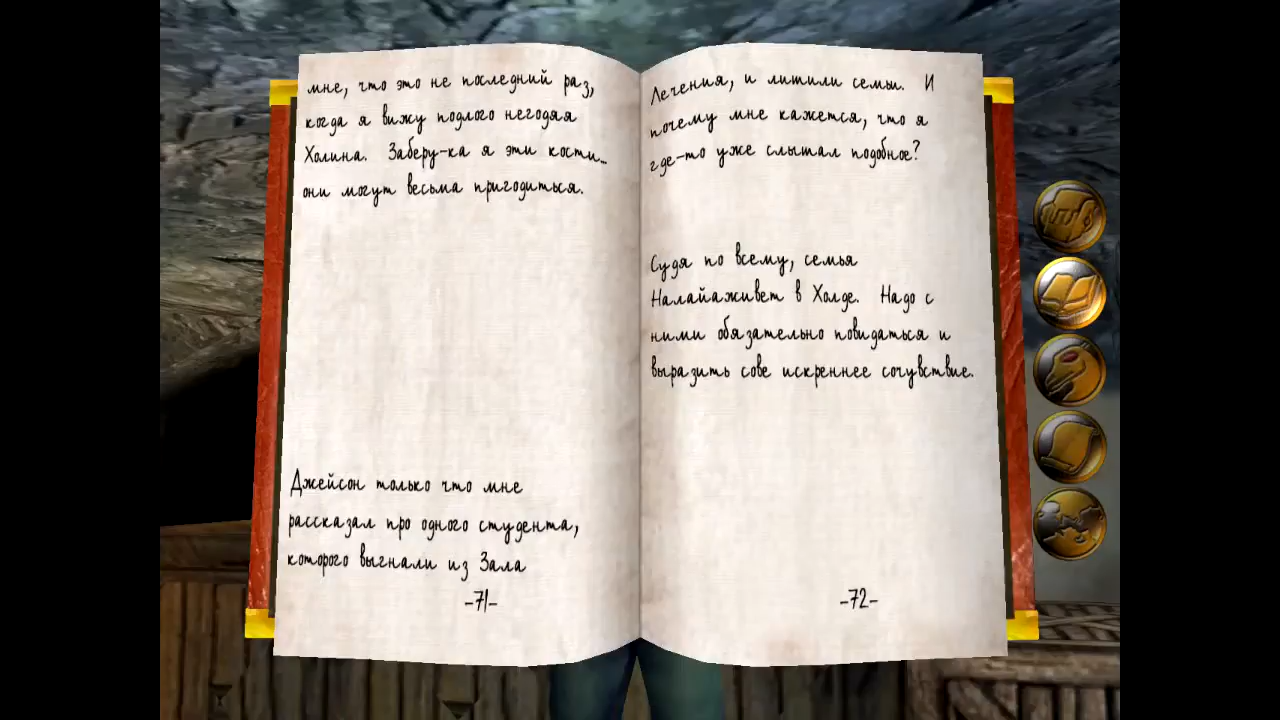 мне, что это не последний раз,
когда я вижу подлого негодяя
Холина. Заберу-ка я эти кости...
они могут весьма пригодиться.
Джейсон только что мне
рассказал про одного студента,
которого выгнали из Зала
-71-
Лечения, и лишили семьи. И
почему мне кажется, что я
где-то уже слышал подобное?
Судя по всему, семья
Налайаживет в Холде. Надо с
ними обязательно повидаться и
выразить сове искреннее сочувствие.
-72-